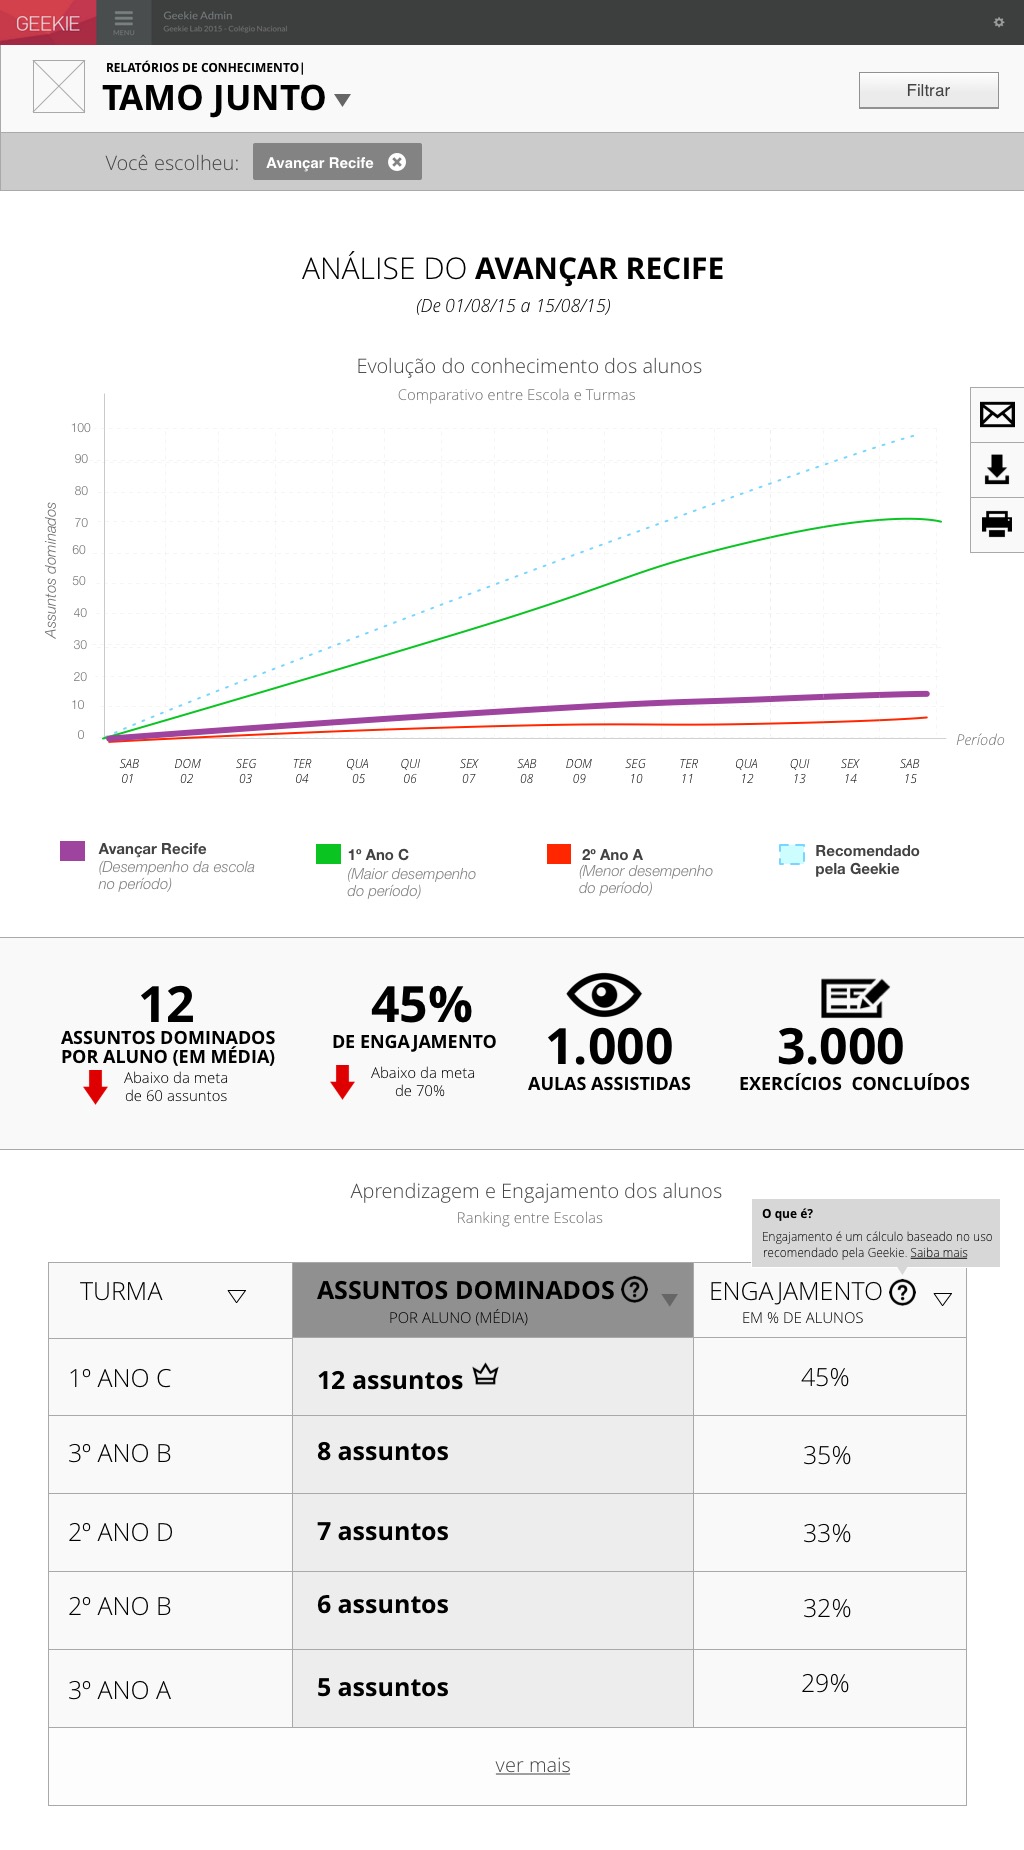 GEEKIE
MENU
Geekie Admin
Geekie Lab 2015 - Colégio Nacional
RELATÓRIOS DE CONHECIMENTO|
TAMO JUNTO
Filtrar
Você escolheu:
Avançar Recife
ANÁLISE DO AVANÇAR RECIFE
(De 01/08/15 a 15/08/15)
Evolução do conhecimento dos alunos
Comparativo entre Escola e Turmas
Assuntos dominados
100
90
80
70
60
50
40
30
20
10
0
Período
SAB DOM SEG TER QUA QUI SEX SAB DOM SEG TER QUA QUI SEX SAB
01 02 03 04 05 06 07 08 09 10 11 12 13 14 15
Avançar Recife
(Desempenho da escola
no período)
1º Ano C
(Maior desempenho
do período)
2º Ano A
(Menor desempenho
do período)
Recomendado
pela Geekie
12
ASSUNTOS DOMINADOS
POR ALUNO (EM MÉDIA)
Abaixo da meta
de 60 assuntos
45%
DE ENGAJAMENTO
Abaixo da meta
de 70%
1.000
AULAS ASSISTIDAS
3.000
EXERCÍCIOS CONCLUÍDOS
Aprendizagem e Engajamento dos alunos
Ranking entre Escolas
O que é?
Engajamento é um cálculo baseado no uso
recomendado pela Geekie. Saiba mais
TURMA
ASSUNTOS DOMINADOS ?
POR ALUNO (MÉDIA)
ENGAJAMENTO ?
EM % DE ALUNOS
1º ANO C 12 assuntos 45%
3º ANO B 8 assuntos 35%
2º ANO D 7 assuntos 33%
2º ANO B 6 assuntos 32%
3º ANO A 5 assuntos 29%
ver mais